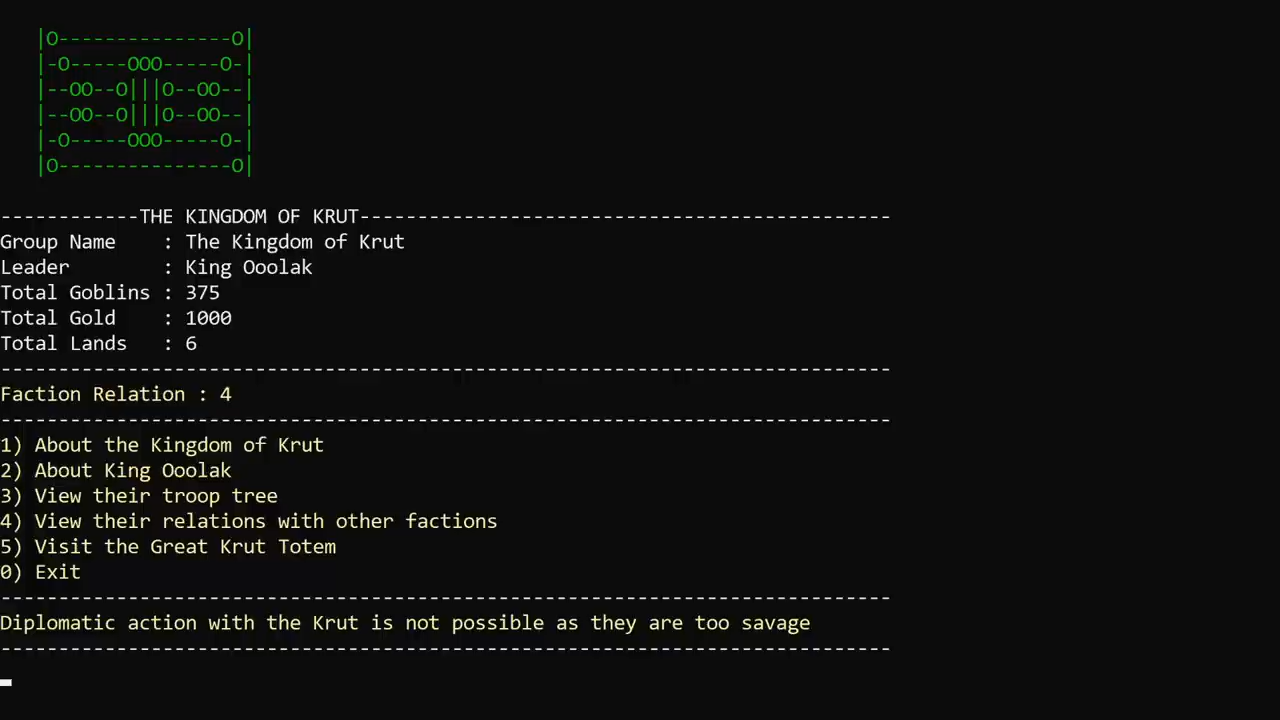 |O---------------O|
|-O-----OOO-----O-|
|--OO--O|||O--OO--|
|--OO--O|||O--OO--|
|-O-----OOO-----O-|
|O---------------O|
------------THE KINGDOM OF KRUT----------------------------------------------
Group Name    : The Kingdom of Krut
Leader        : King Ooolak
Total Goblins : 375
Total Gold    : 1000
Total Lands   : 6
-----------------------------------------------------------------------------
Faction Relation : 4
-----------------------------------------------------------------------------
1) About the Kingdom of Krut
2) About King Ooolak
3) View their troop tree
4) View their relations with other factions
5) Visit the Great Krut Totem
0) Exit
-----------------------------------------------------------------------------
Diplomatic action with the Krut is not possible as they are too savage
-----------------------------------------------------------------------------